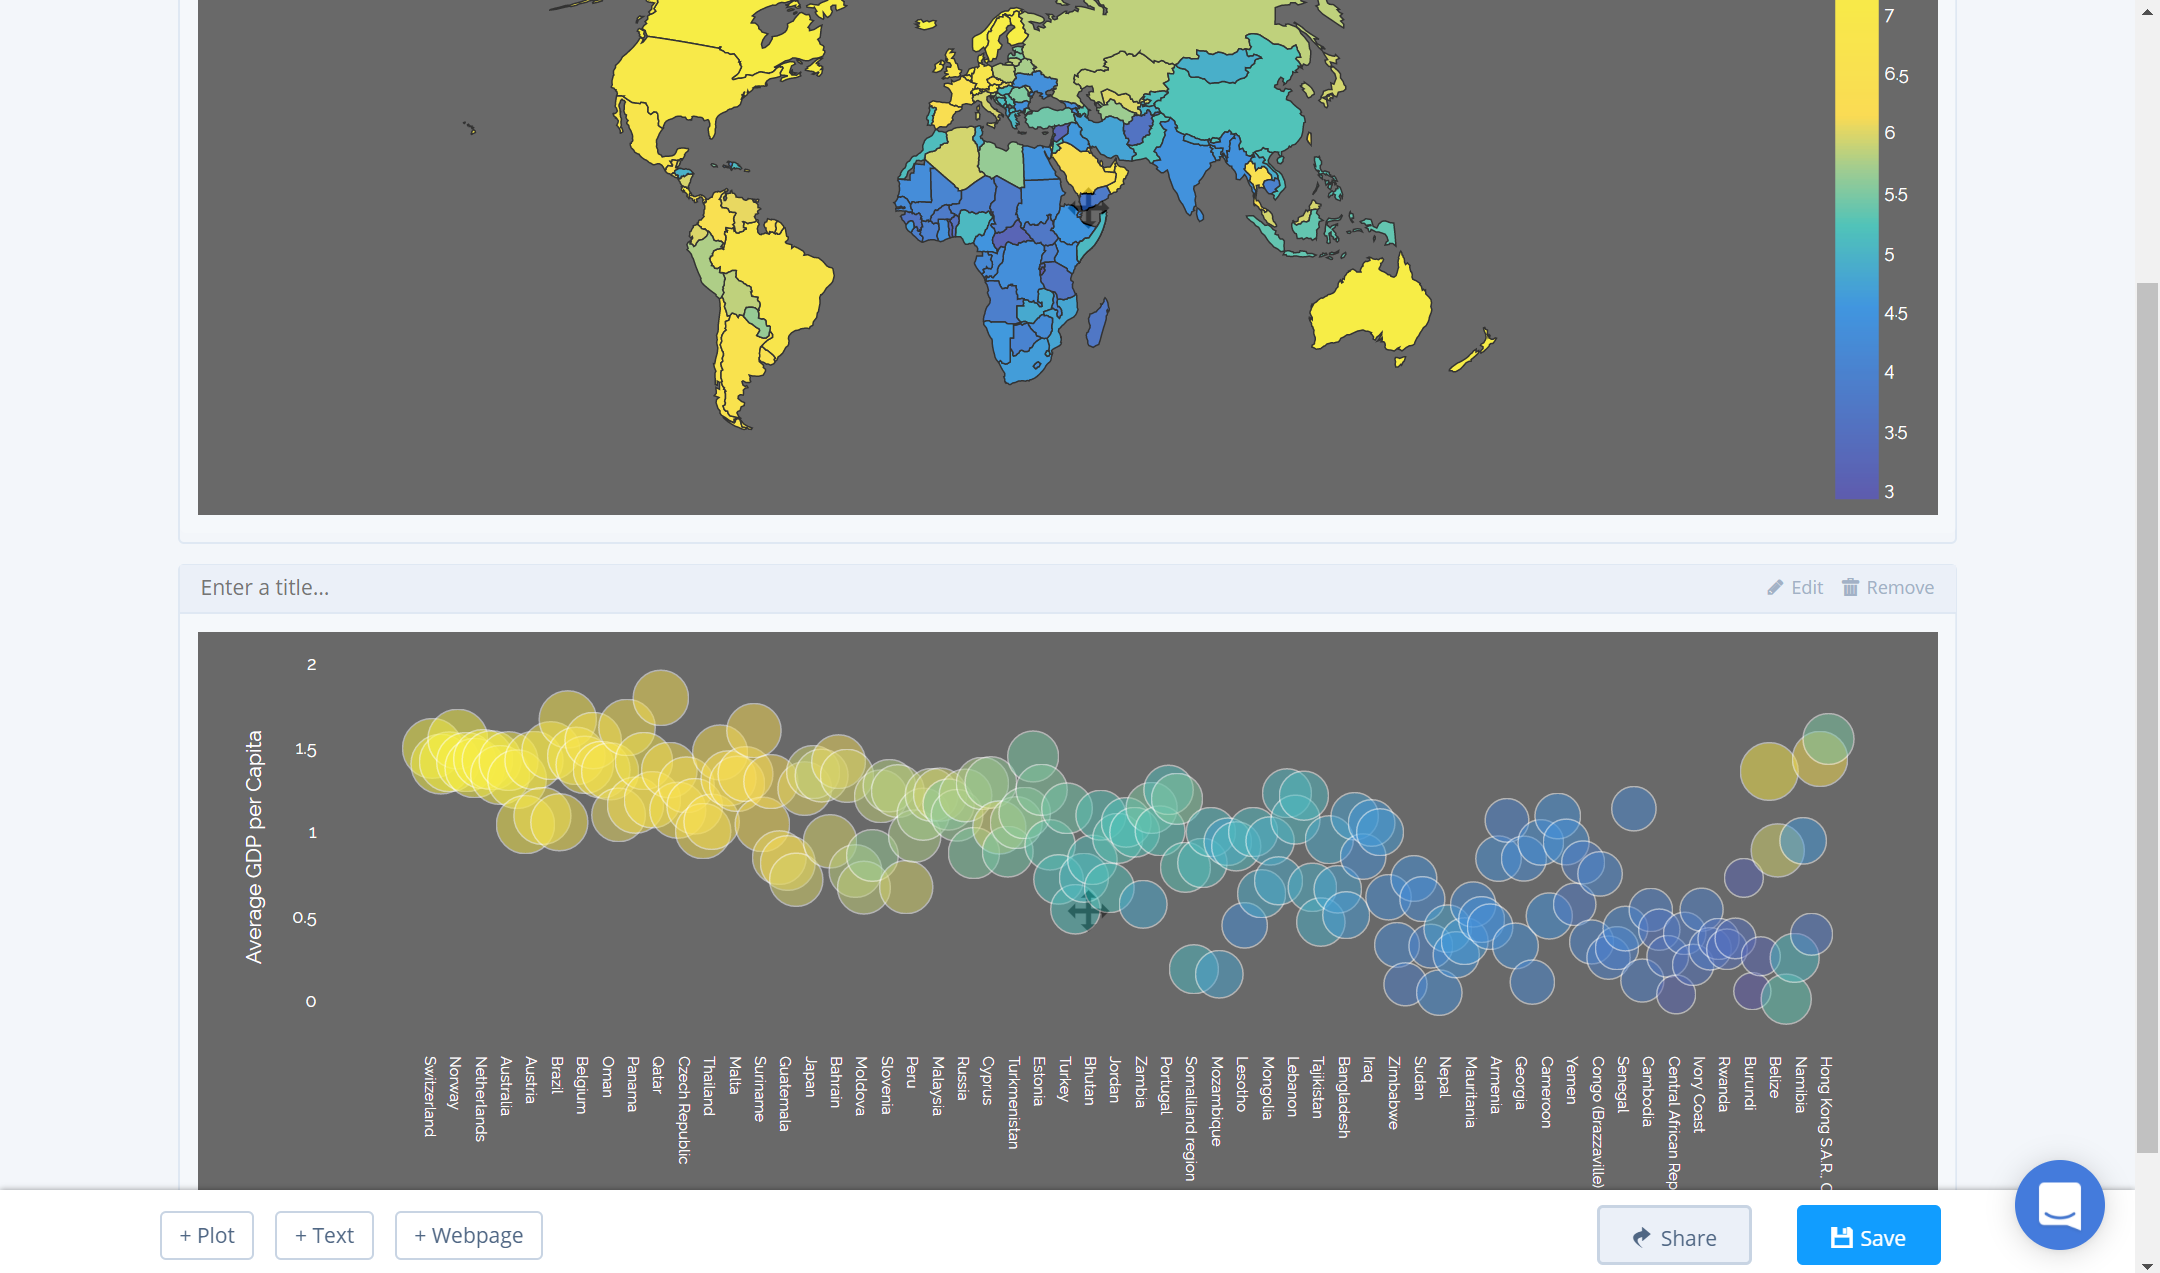 7
6.5
6
5.5
5
4.5
4
3.5
3
Enter a title...
Edit
Remove
2
1.5
1
0.5
0
Average GDP per Capita
Switzerland
Norway
Netherlands
Australia
Austria
Brazil
Belgium
Oman
Panama
Qatar
Czech Republic
Thailand
Malta
Suriname
Guatemala
Japan
Bahrain
Moldova
Slovenia
Peru
Malaysia
Russia
Cyprus
Turkmenistan
Estonia
Turkey
Bhutan
Jordan
Zambia
Portugal
Somaliland region
Mozambique
Lesotho
Mongolia
Lebanon
Tajikistan
Bangladesh
Iraq
Zimbabwe
Sudan
Nepal
Mauritania
Armenia
Georgia
Cameroon
Yemen
Congo (Brazzaville)
Senegal
Cambodia
Central African Rep
Ivory Coast
Rwanda
Burundi
Belize
Namibia
Hong Kong S.A.R., C
+ Plot
+ Text
+ Webpage
Share
Save